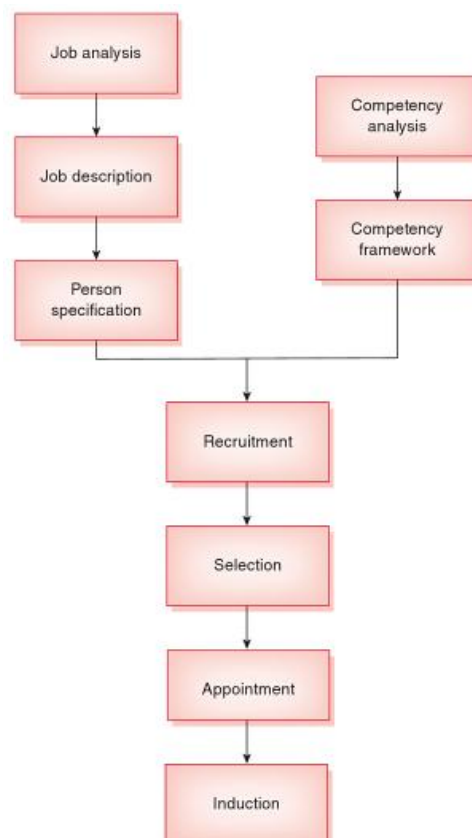 Job analysis
Job description
Person
specification
Competency
analysis
Competency
framework
Recruitment
Selection
Appointment
Induction